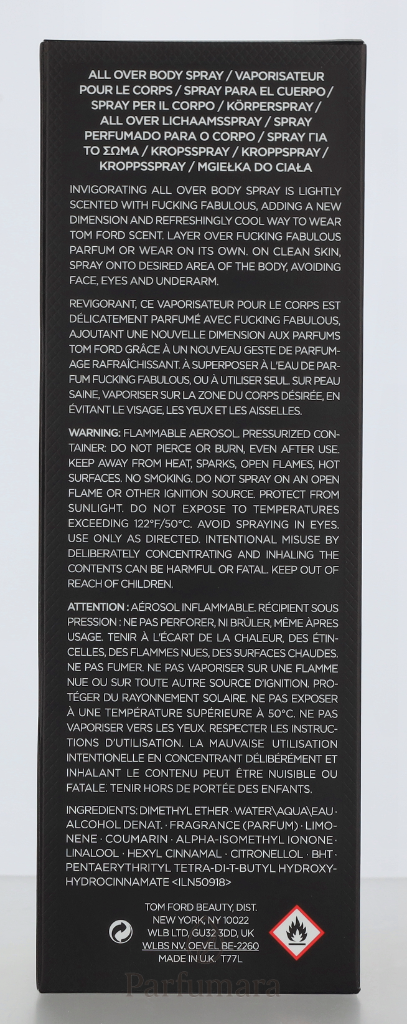 ALL OVER BODY SPRAY / VAPORISATEUR
POUR LE CORPS / SPRAY PARA EL CUERPO /
SPRAY PER IL CORPO / KÖRPERSPRAY /
ALL OVER LICHAAMSSPRAY / SPRAY
PERFUMADO PARA O CORPO / SPRAY ΓΙΑ
ΤΟ ΣΩΜΑ / KROPSSPRAY / KROPPSPRAY /
KROPPSSPRAY / MGIEŁKA DO CIAŁA
INVIGORATING ALL OVER BODY SPRAY IS LIGHTLY
SCENTED WITH FUCKING FABULOUS, ADDING A NEW
DIMENSION AND REFRESHINGLY COOL WAY TO WEAR
TOM FORD SCENT. LAYER OVER FUCKING FABULOUS
PARFUM OR WEAR ON ITS OWN. ON CLEAN SKIN,
SPRAY ONTO DESIRED AREA OF THE BODY, AVOIDING
FACE, EYES AND UNDERARM.
REVIGORANT, CE VAPORISATEUR POUR LE CORPS EST
DÉLICATEMENT PARFUMÉ AVEC FUCKING FABULOUS,
AJOUTANT UNE NOUVELLE DIMENSION AUX PARFUMS
TOM FORD GRÂCE À UN NOUVEAU GESTE DE PARFUM-
AGE RAFRAÎCHISSANT. À SUPERPOSER À L'EAU DE PAR-
FUM FUCKING FABULOUS, OU À UTILISER SEUL. SUR PEAU
SAINE, VAPORISER SUR LA ZONE DU CORPS DÉSIRÉE, EN
ÉVITANT LE VISAGE, LES YEUX ET LES AISSELLES.
WARNING: FLAMMABLE AEROSOL. PRESSURIZED CON-
TAINER: DO NOT PIERCE OR BURN, EVEN AFTER USE.
KEEP AWAY FROM HEAT, SPARKS, OPEN FLAMES, HOT
SURFACES. NO SMOKING. DO NOT SPRAY ON AN OPEN
FLAME OR OTHER IGNITION SOURCE. PROTECT FROM
SUNLIGHT. DO NOT EXPOSE TO TEMPERATURES
EXCEEDING 122°F/50°C. AVOID SPRAYING IN EYES.
USE ONLY AS DIRECTED. INTENTIONAL MISUSE BY
DELIBERATELY CONCENTRATING AND INHALING THE
CONTENTS CAN BE HARMFUL OR FATAL. KEEP OUT OF
REACH OF CHILDREN.
ATTENTION : AÉROSOL INFLAMMABLE. RÉCIPIENT SOUS
PRESSION : NE PAS PERFORER, NI BRÛLER, MÊME APRÈS
USAGE. TENIR À L'ÉCART DE LA CHALEUR, DES ÉTIN-
CELLES, DES FLAMMES NUES, DES SURFACES CHAUDES.
NE PAS FUMER. NE PAS VAPORISER SUR UNE FLAMME
NUE OU SUR TOUTE AUTRE SOURCE D'IGNITION. PRO-
TÉGER DU RAYONNEMENT SOLAIRE. NE PAS EXPOSER
À UNE TEMPÉRATURE SUPÉRIEURE À 50°C. NE PAS
VAPORISER VERS LES YEUX. RESPECTER LES INSTRUC-
TIONS D'UTILISATION. LA MAUVAISE UTILISATION
INTENTIONELLE EN CONCENTRANT DÉLIBÉRÉMENT ET
INHALANT LE CONTENU PEUT ÊTRE NUISIBLE OU
FATALE. TENIR HORS DE PORTÉE DES ENFANTS.
INGREDIENTS: DIMETHYL ETHER · WATER\AQUA\EAU ·
ALCOHOL DENAT. · FRAGRANCE (PARFUM) · LIMO-
NENE · COUMARIN · ALPHA-ISOMETHYL IONONE ·
LINALOOL · HEXYL CINNAMAL · CITRONELLOL · BHT ·
PENTAERYTHRITYL TETRA-DI-T-BUTYL HYDROXY-
HYDROCINNAMATE <ILN50918>
TOM FORD BEAUTY, DIST.
NEW YORK, NY 10022
WLB LTD, GU32 3DD, UK
WLBS NV, OEVEL BE-2260
MADE IN U.K. T77L
Parfumara